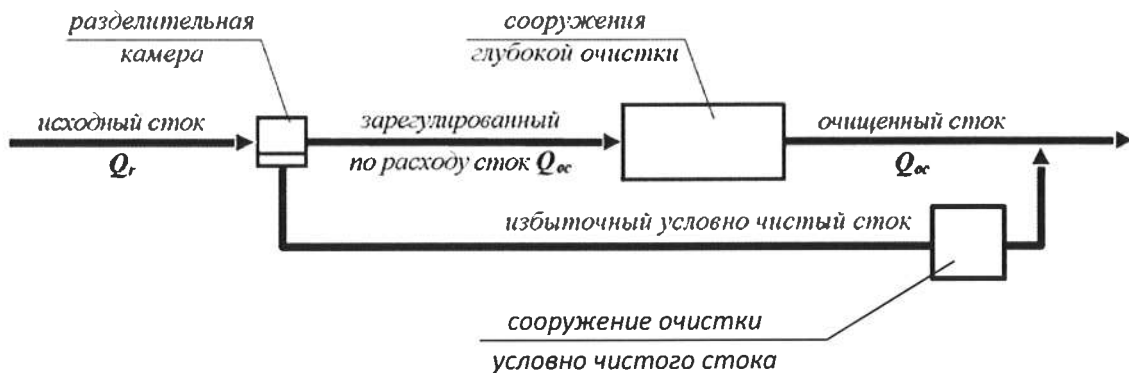 разделительная
камера
сооружения
глубокой очистки
исходный сток
Qr
зарегулированный
по расходу сток Qос
очищенный сток
Qос
избыточный условно чистый сток
сооружение очистки
условно чистого стока